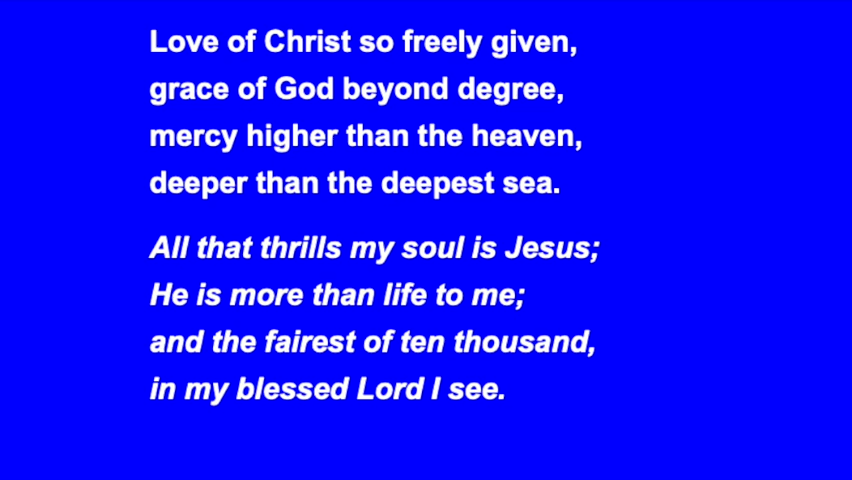 Love of Christ so freely given,
grace of God beyond degree,
mercy higher than the heaven,
deeper than the deepest sea.
All that thrills my soul is Jesus;
He is more than life to me;
and the fairest of ten thousand,
in my blessed Lord I see.